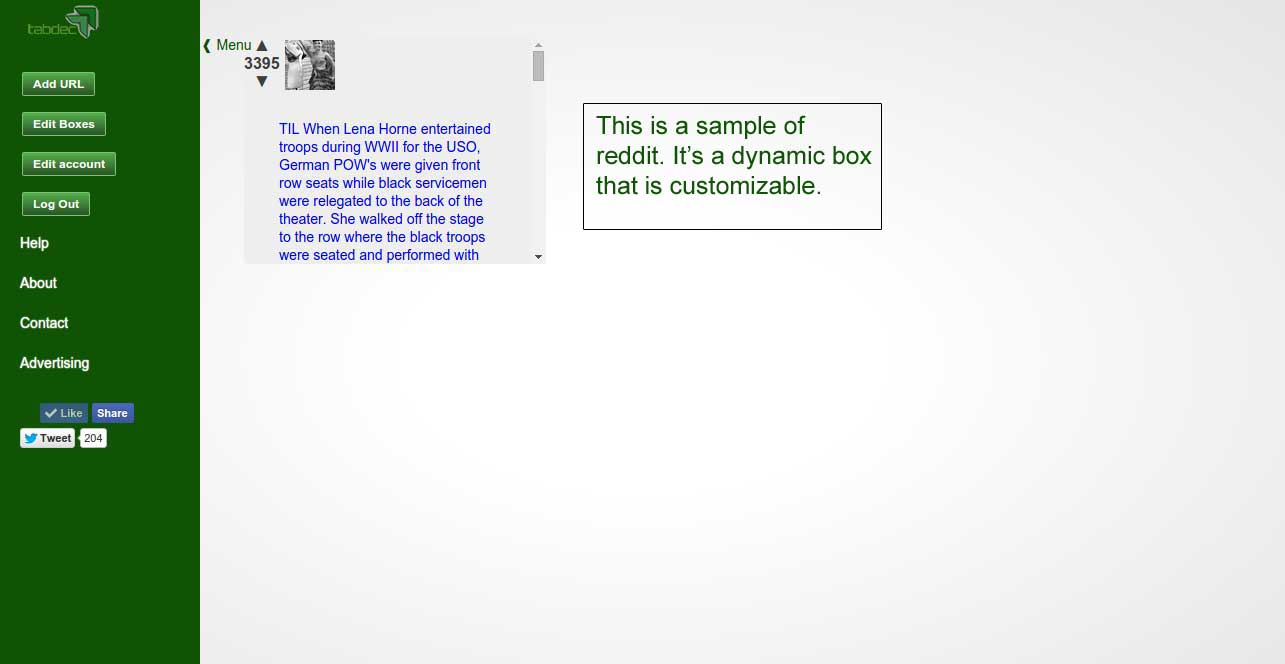 tabdec
Add URL
Edit Boxes
Edit account
Log Out
Help
About
Contact
Advertising
Like Share
Tweet 204
❰ Menu ▲
3395
▼
TIL When Lena Horne entertained
troops during WWII for the USO,
German POW's were given front
row seats while black servicemen
were relegated to the back of the
theater. She walked off the stage
to the row where the black troops
were seated and performed with
This is a sample of
reddit. It’s a dynamic box
that is customizable.